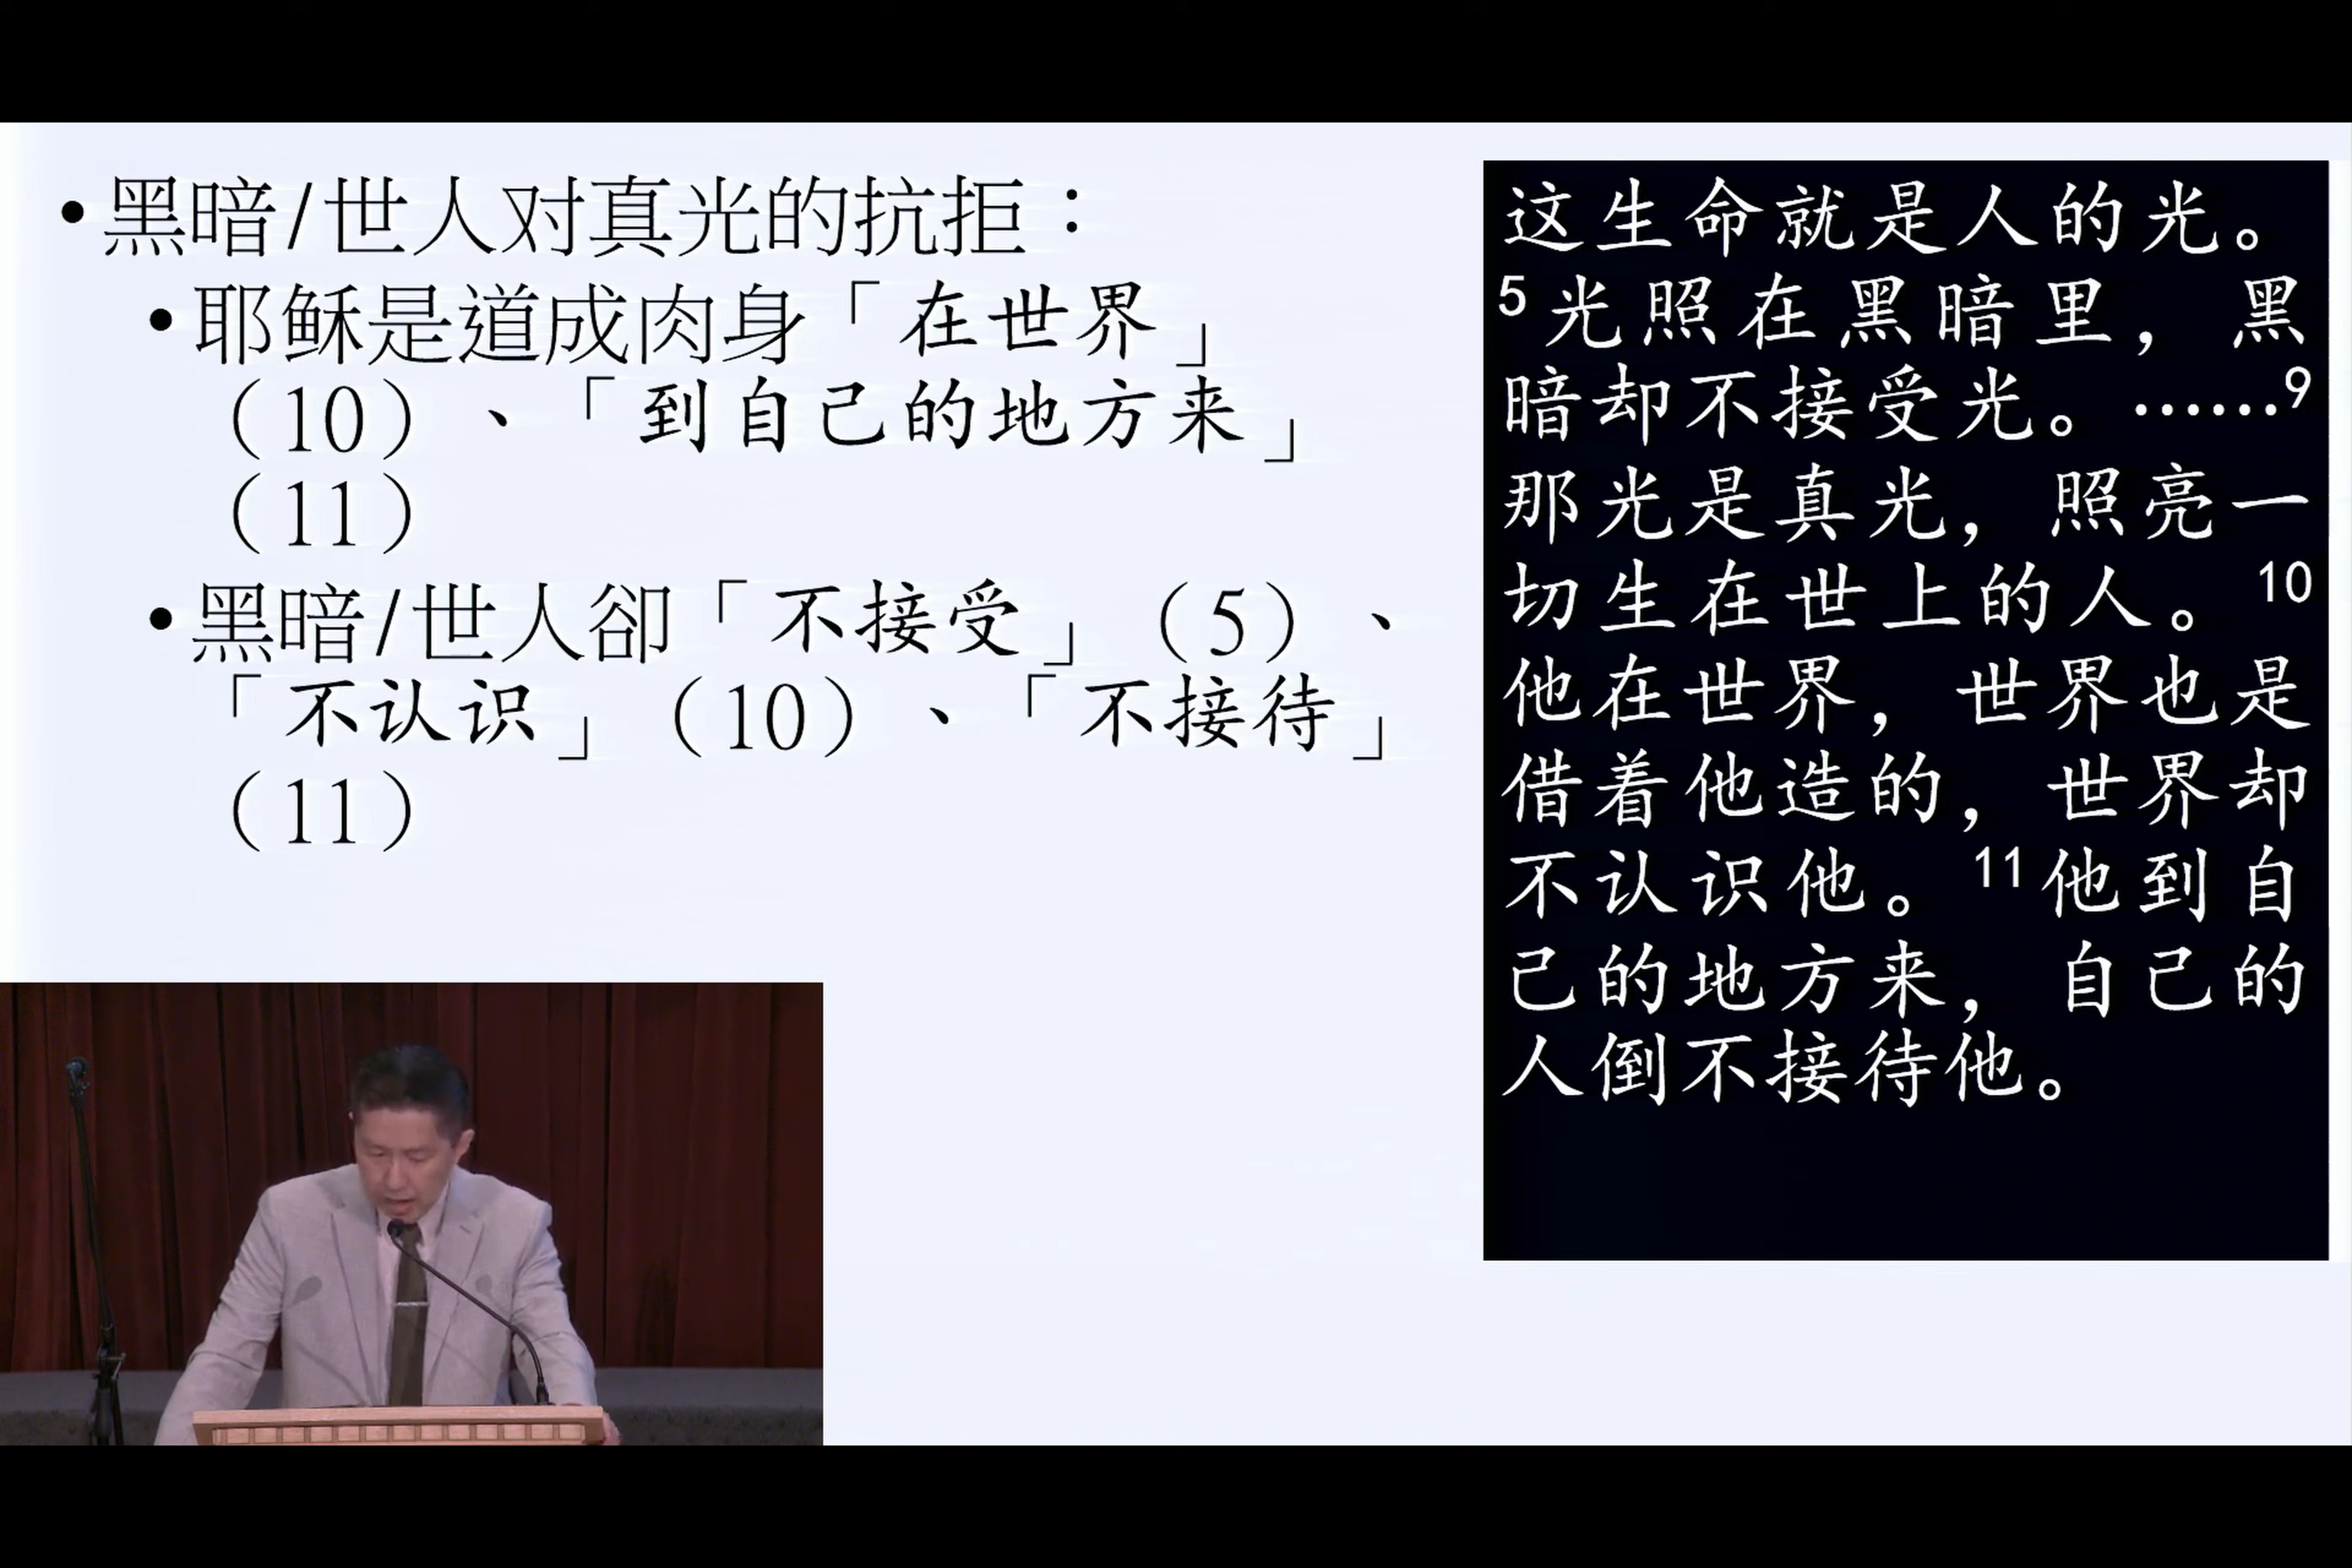 •黑暗/世人对真光的抗拒：
•耶稣是道成肉身「在世界」
（10）、「到自己的地方来」
（11）
•黑暗/世人卻「不接受」（5）、
「不认识」（10）、「不接待」
（11）
这生命就是人的光。
5光照在黑暗里，黑
暗却不接受光。……9
那光是真光，照亮一
切生在世上的人。10
他在世界，世界也是
借着他造的，世界却
不认识他。11他到自
己的地方来，自己的
人倒不接待他。